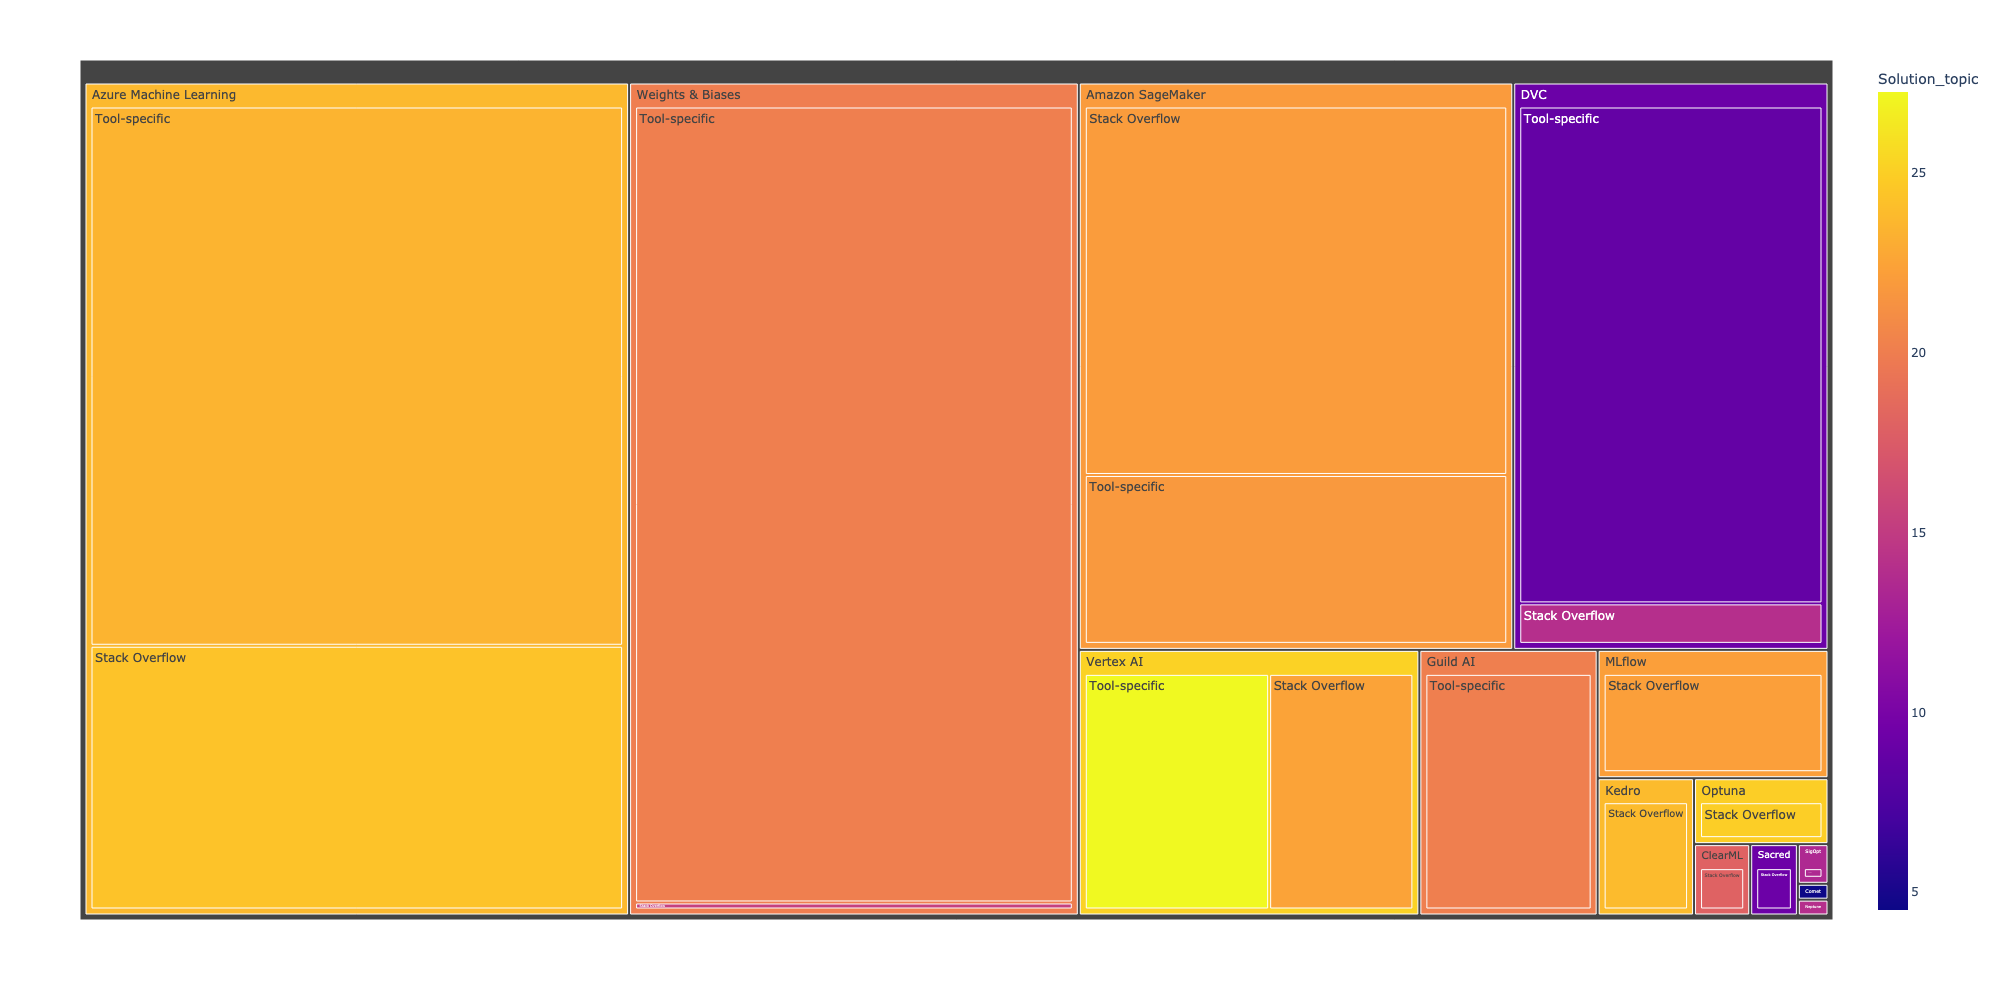 Azure Machine Learning
Tool-specific
Stack Overflow
Weights & Biases
Tool-specific
Amazon SageMaker
Stack Overflow
Tool-specific
DVC
Tool-specific
Stack Overflow
Vertex AI
Tool-specific
Stack Overflow
Guild AI
Tool-specific
MLflow
Stack Overflow
Kedro
Stack Overflow
Optuna
Stack Overflow
ClearML
Stack Overflow
Sacred
Stack Overflow
SigOpt
Comet
Neptune
Solution_topic
25
20
15
10
5